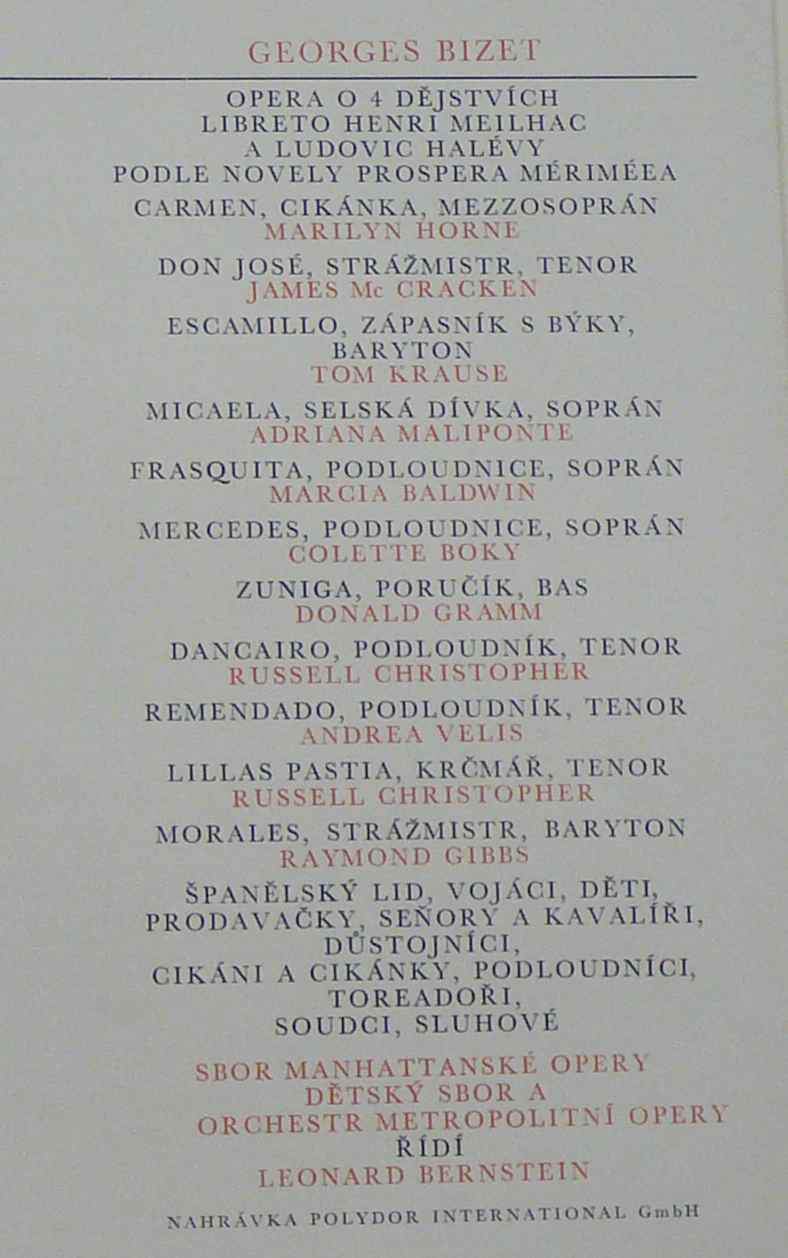 GEORGES BIZET
OPERA O 4 DĚJSTVÍCH
LIBRETO HENRI MEILHAC
A LUDOVIC HALÉVY
PODLE NOVELY PROSPERA MÉRIMÉEA
CARMEN, CIKÁNKA, MEZZOSOPRÁN
MARILYN HORNE
DON JOSÉ, STRÁŽMISTR, TENOR
JAMES Mc CRACKEN
ESCAMILLO, ZÁPASNÍK S BÝKY,
BARYTON
TOM KRAUSE
MICAELA, SELSKÁ DÍVKA, SOPRÁN
ADRIANA MALIPONTE
FRASQUITA, PODLOUDNICE, SOPRÁN
MARCIA BALDWIN
MERCEDES, PODLOUDNICE, SOPRÁN
COLETTE BOKY
ZUNIGA, PORUČÍK, BAS
DONALD GRAMM
DANCAIRO, PODLOUDNÍK, TENOR
RUSSELL CHRISTOPHER
REMENDADO, PODLOUDNÍK, TENOR
ANDREA VELIS
LILLAS PASTIA, KRČMÁŘ, TENOR
RUSSELL CHRISTOPHER
MORALES, STRÁŽMISTR, BARYTON
RAYMOND GIBBS
ŠPANĚLSKÝ LID, VOJÁCI, DĚTI,
PRODAVAČKY, SEŇORY A KAVALÍŘI,
DŮSTOJNÍCI,
CIKÁNI A CIKÁNKY, PODLOUDNÍCI,
TOREADOŘI,
SOUDCI, SLUHOVÉ
SBOR MANHATTANSKÉ OPERY
DĚTSKÝ SBOR A
ORCHESTR METROPOLITNÍ OPERY
ŘÍDÍ
LEONARD BERNSTEIN
NAHRÁVKA POLYDOR INTERNATIONAL GmbH